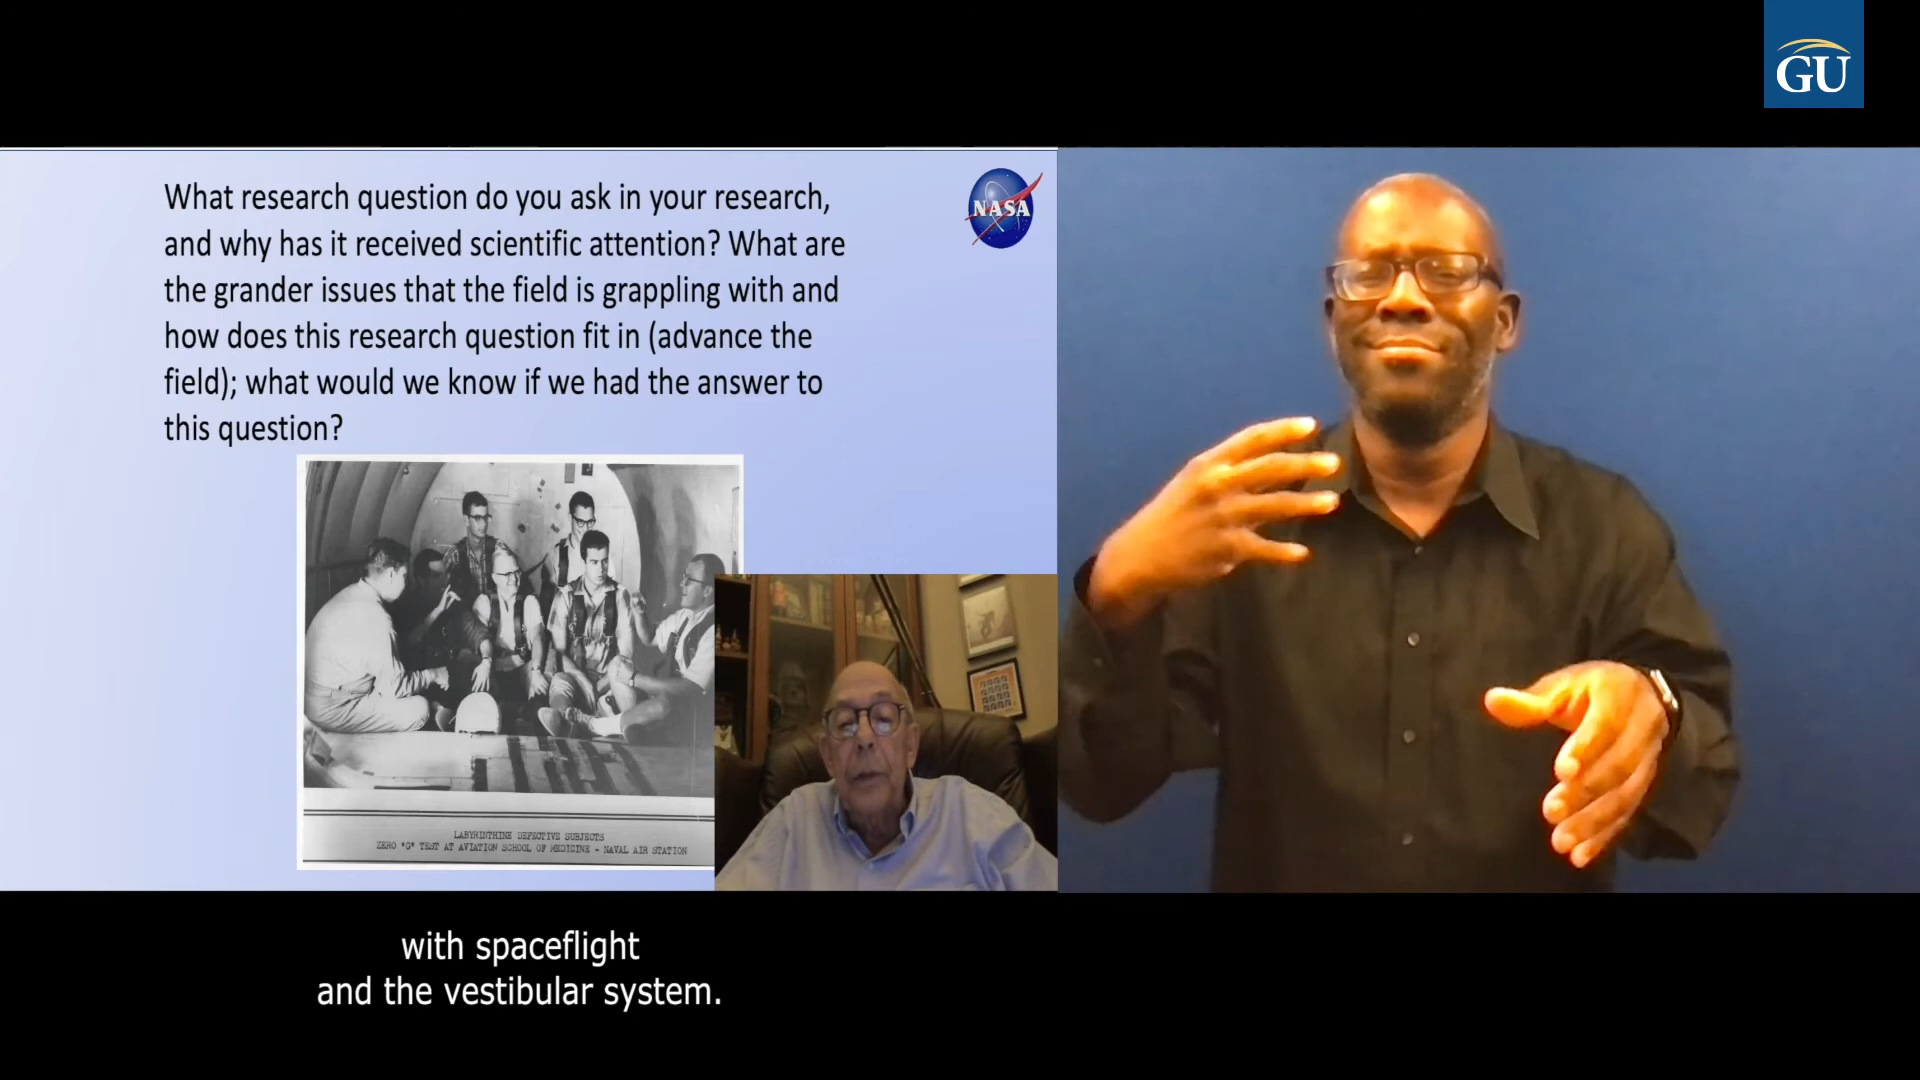 GU
What research question do you ask in your research,
and why has it received scientific attention? What are
the grander issues that the field is grappling with and
how does this research question fit in (advance the
field); what would we know if we had the answer to
this question?
NASA
LABYRINTHINE DEFECTIVE SUBJECTS
ZERO "G" TEST AT AVIATION SCHOOL OF MEDICINE - NAVAL AIR STATION
with spaceflight
and the vestibular system.